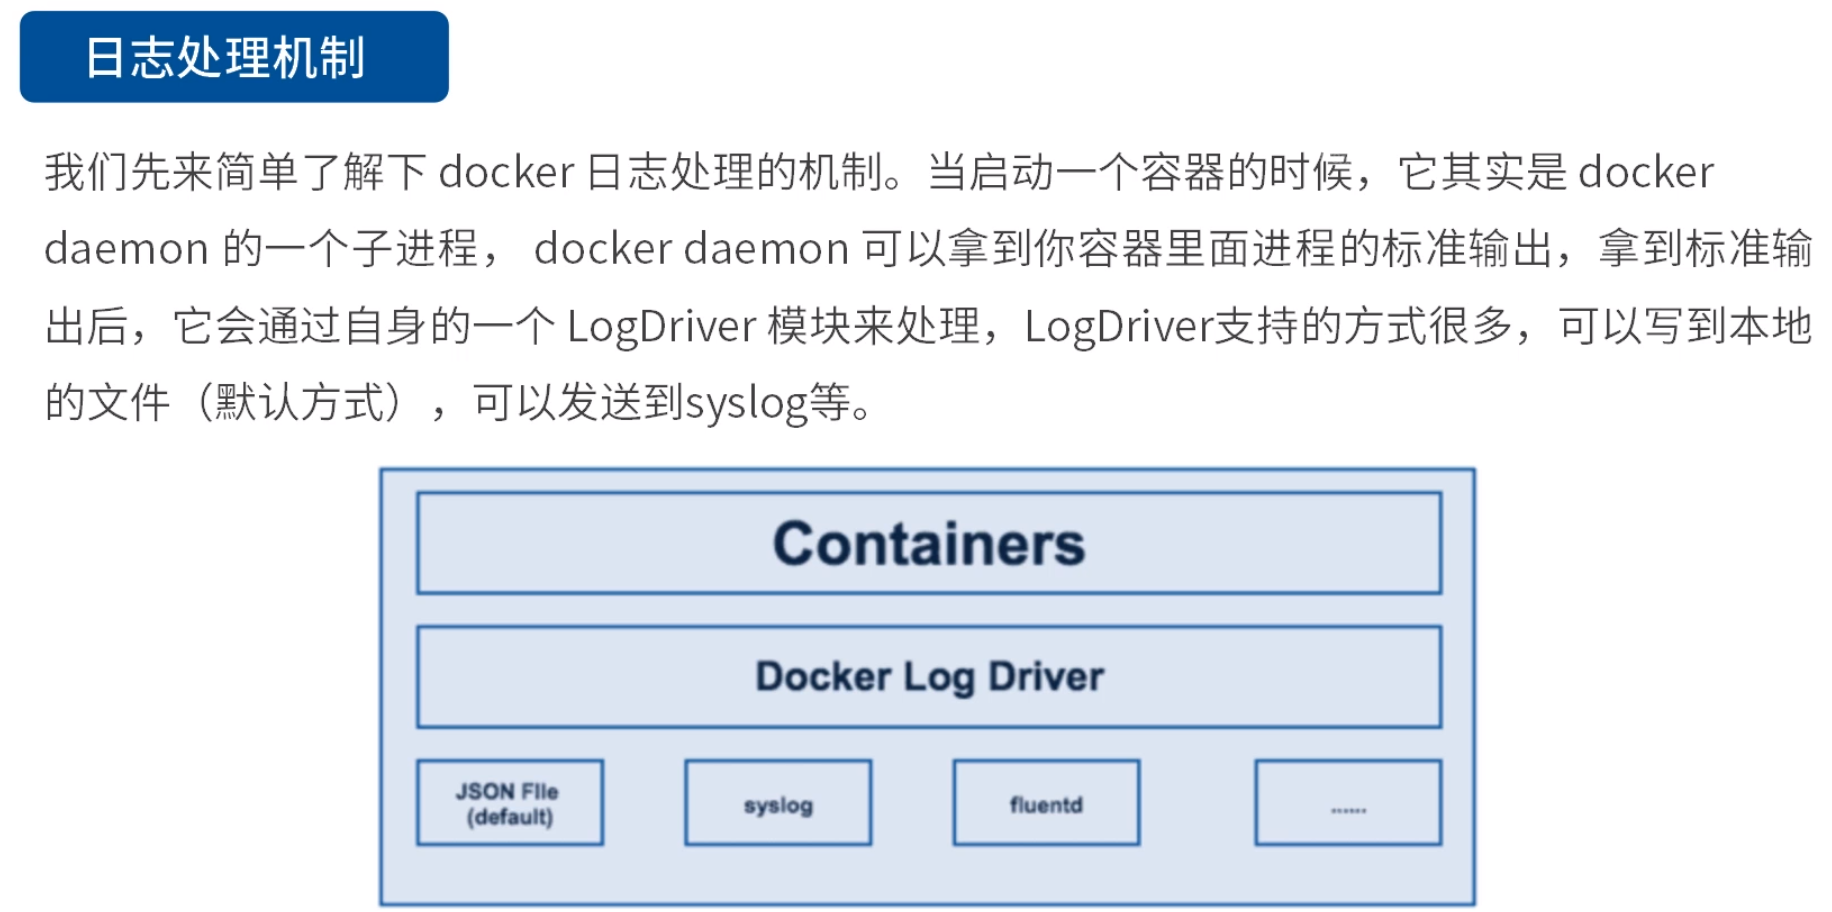 日志处理机制
我们先来简单了解下 docker 日志处理的机制。当启动一个容器的时候，它其实是 docker
daemon 的一个子进程， docker daemon 可以拿到你容器里面进程的标准输出，拿到标准输
出后，它会通过自身的一个 LogDriver 模块来处理，LogDriver支持的方式很多，可以写到本地
的文件（默认方式），可以发送到syslog等。
Containers
Docker Log Driver
JSON FIle
(default)
syslog
fluentd
......